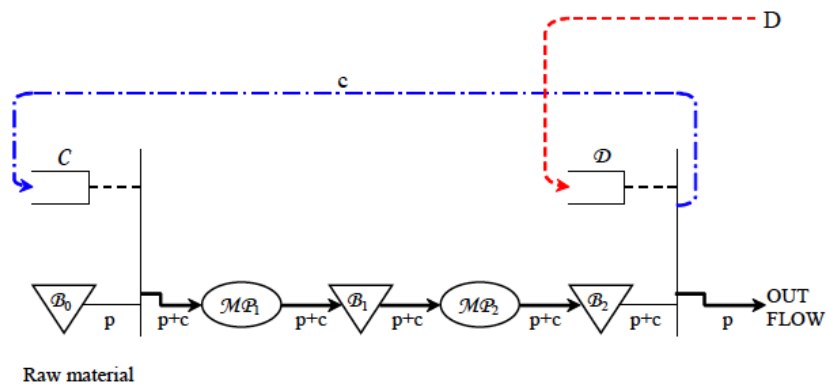 D
c
C
D
B0
MP1
B1
MP2
B2
OUT
FLOW
p
p+c
p+c
p+c
p+c
p+c
p
Raw material